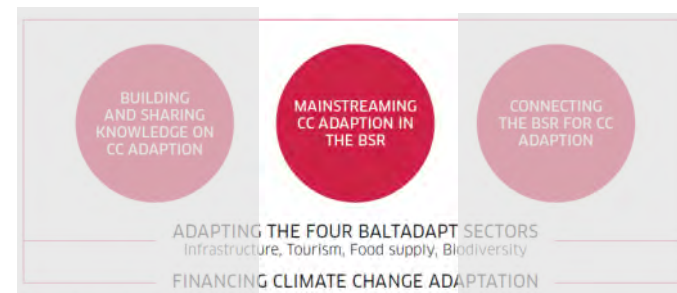 BUILDING
AND SHARING
KNOWLEDGE ON
CC ADAPTION
MAINSTREAMING
CC ADAPTION IN
THE BSR
CONNECTING
THE BSR FOR CC
ADAPTION
ADAPTING THE FOUR BALTADAPT SECTORS
Infrastructure, Tourism, Food supply, Biodiversity
FINANCING CLIMATE CHANGE ADAPTATION